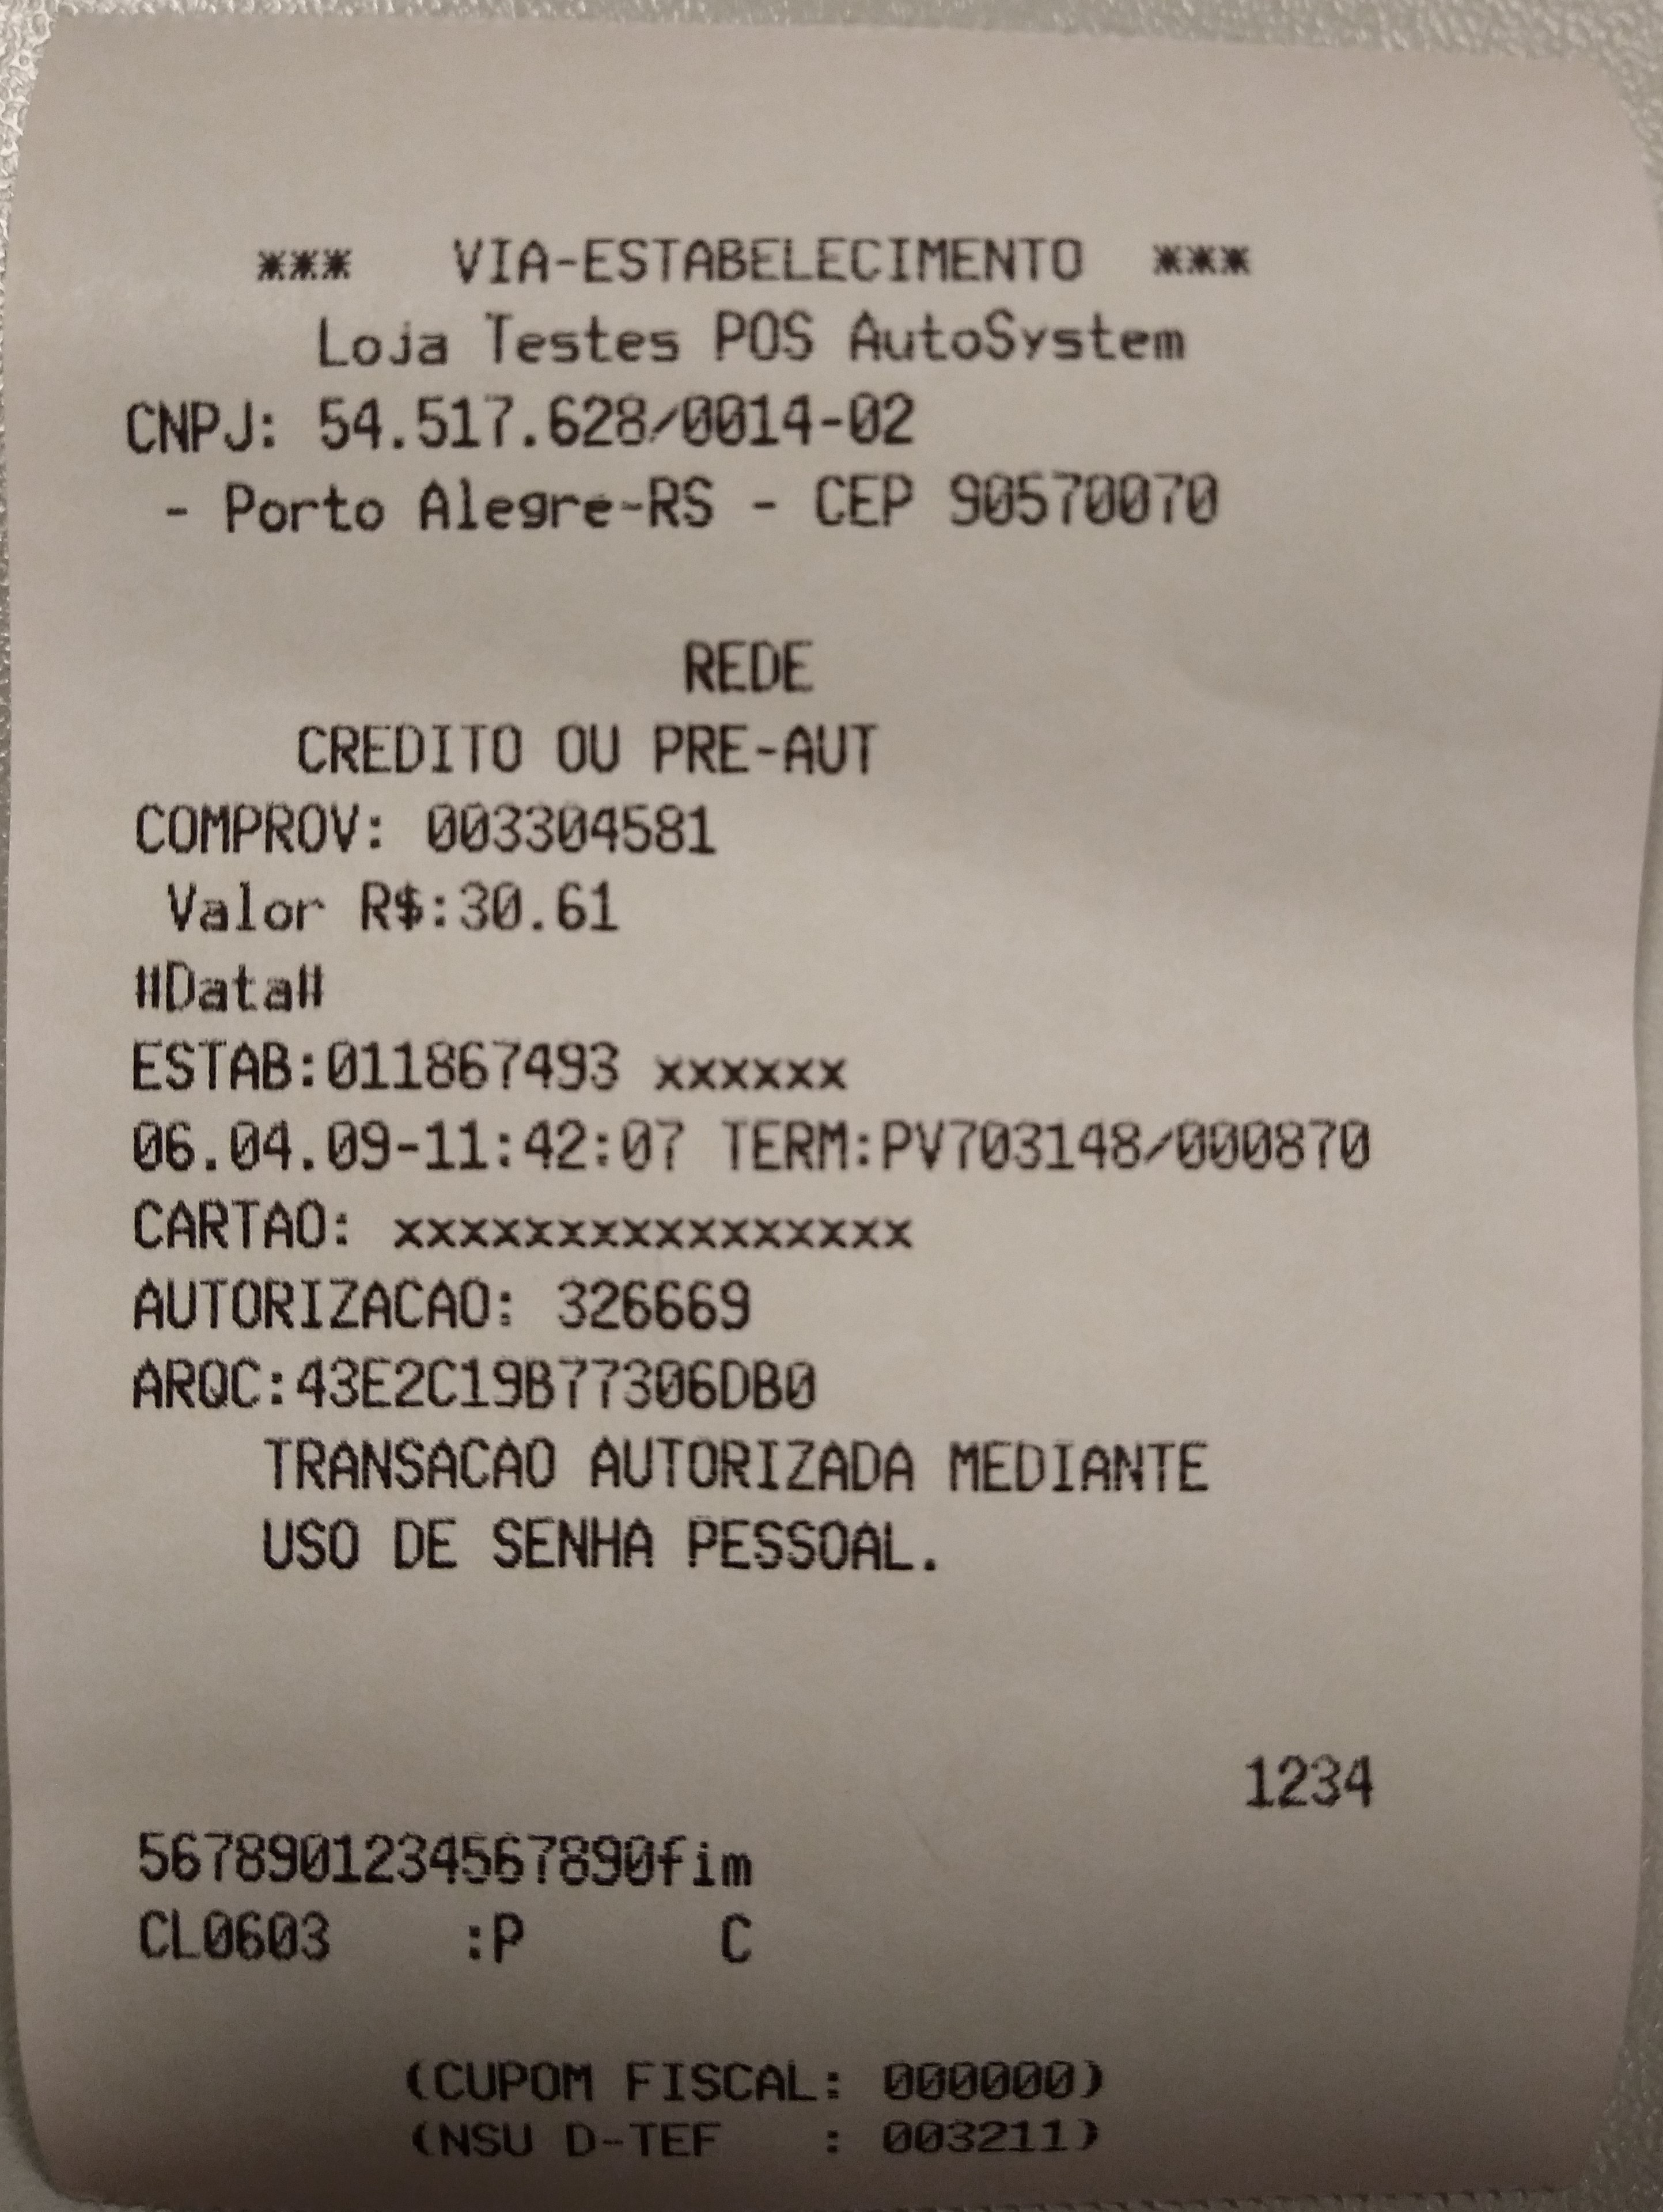 *** VIA-ESTABELECIMENTO ***
Loja Testes POS AutoSystem
CNPJ: 54.517.628/0014-02
- Porto Alegre-RS - CEP 90570070
REDE
CREDITO OU PRE-AUT
COMPROV: 003304581
Valor R$:30.61
#Data#
ESTAB:011867493 xxxxxx
06.04.09-11:42:07 TERM:PV703148/000870
CARTAO: xxxxxxxxxxxxxxxx
AUTORIZACAO: 326669
ARQC:43E2C19B77306DB0
TRANSACAO AUTORIZADA MEDIANTE
USO DE SENHA PESSOAL.
1234
5678901234567890fim
CL0603 :P C
(CUPOM FISCAL: 000000)
(NSU D-TEF : 003211)